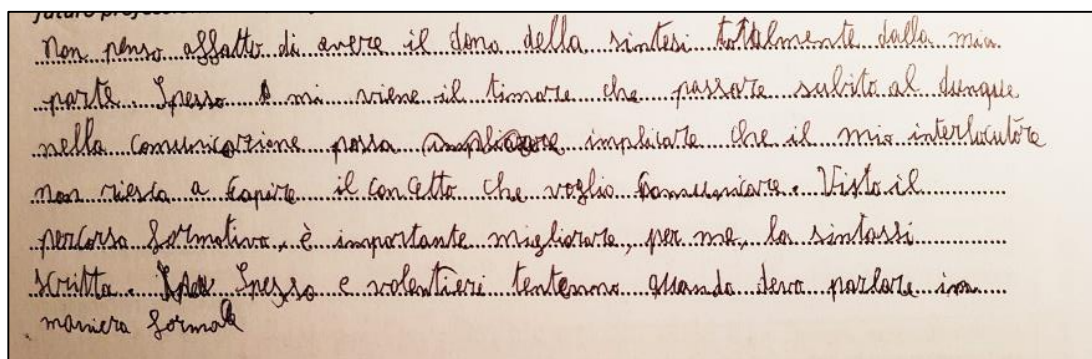 futuro profession
Non penso affatto di avere il dono della sintesi totalmente dalla mia
parte. Spesso mi viene il timore che passare subito al dunque
nella comunicazione possa implicare che il mio interlocutore
non riesca a capire il concetto che voglio comunicare. Visto il
percorso formativo, è importante migliorare, per me, la sintassi
scritta. Spesso e volentieri tentenno quando devo parlare in
maniera formale